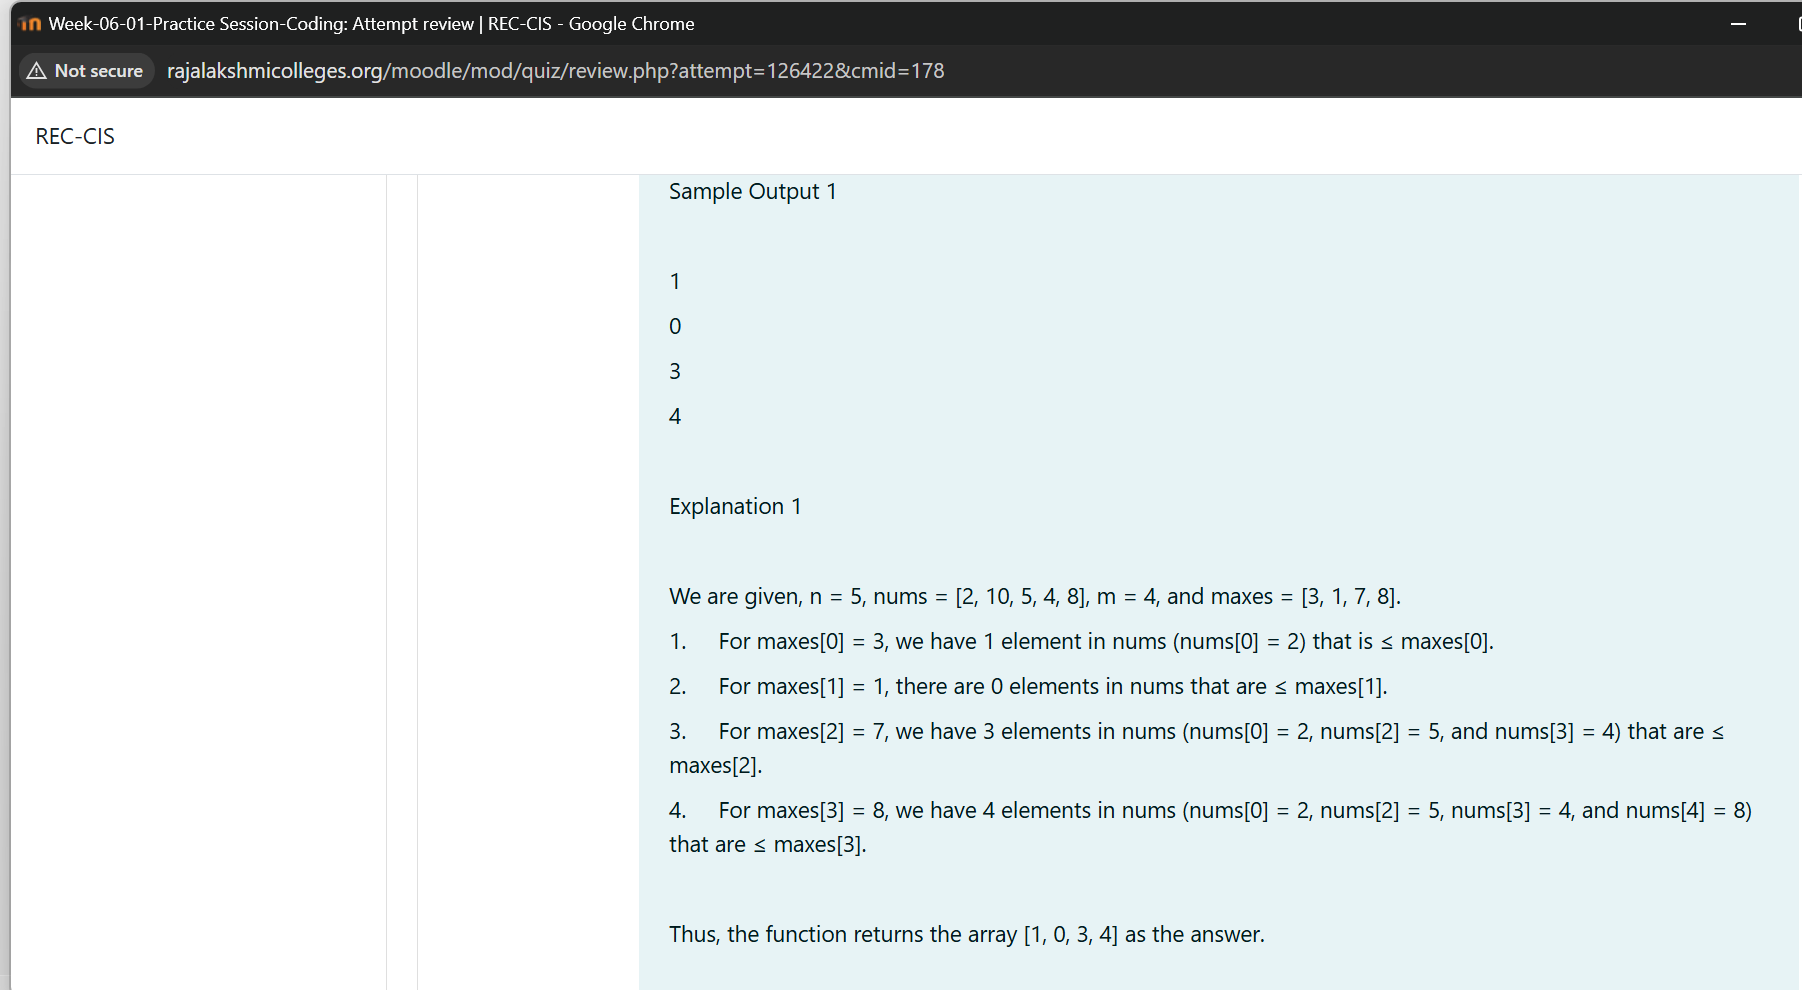 Week-06-01-Practice Session-Coding: Attempt review | REC-CIS - Google Chrome
Not secure rajalakshmicolleges.org/moodle/mod/quiz/review.php?attempt=126422&cmid=178
REC-CIS
Sample Output 1
1
0
3
4
Explanation 1
We are given, n = 5, nums = [2, 10, 5, 4, 8], m = 4, and maxes = [3, 1, 7, 8].
1. For maxes[0] = 3, we have 1 element in nums (nums[0] = 2) that is ≤ maxes[0].
2. For maxes[1] = 1, there are 0 elements in nums that are ≤ maxes[1].
3. For maxes[2] = 7, we have 3 elements in nums (nums[0] = 2, nums[2] = 5, and nums[3] = 4) that are ≤
maxes[2].
4. For maxes[3] = 8, we have 4 elements in nums (nums[0] = 2, nums[2] = 5, nums[3] = 4, and nums[4] = 8)
that are ≤ maxes[3].
Thus, the function returns the array [1, 0, 3, 4] as the answer.